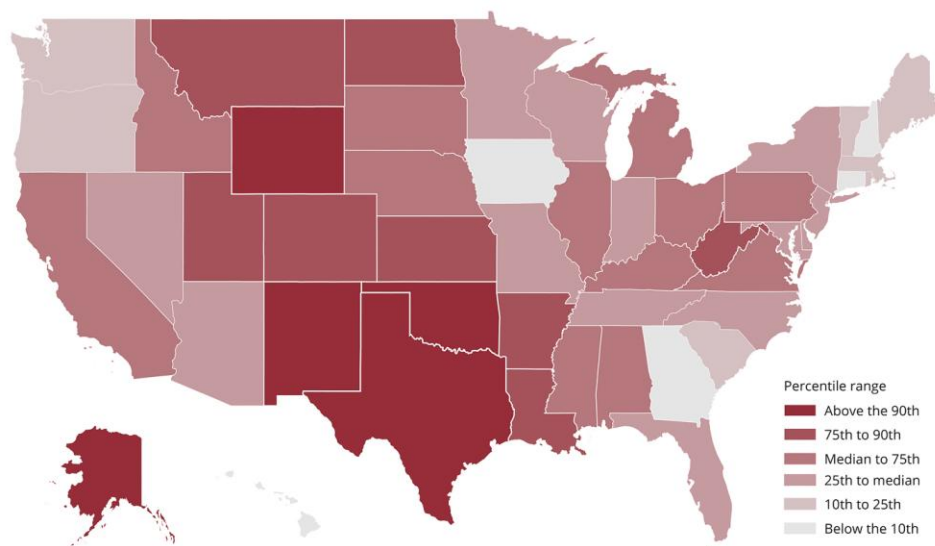 Percentile range
Above the 90th
75th to 90th
Median to 75th
25th to median
10th to 25th
Below the 10th